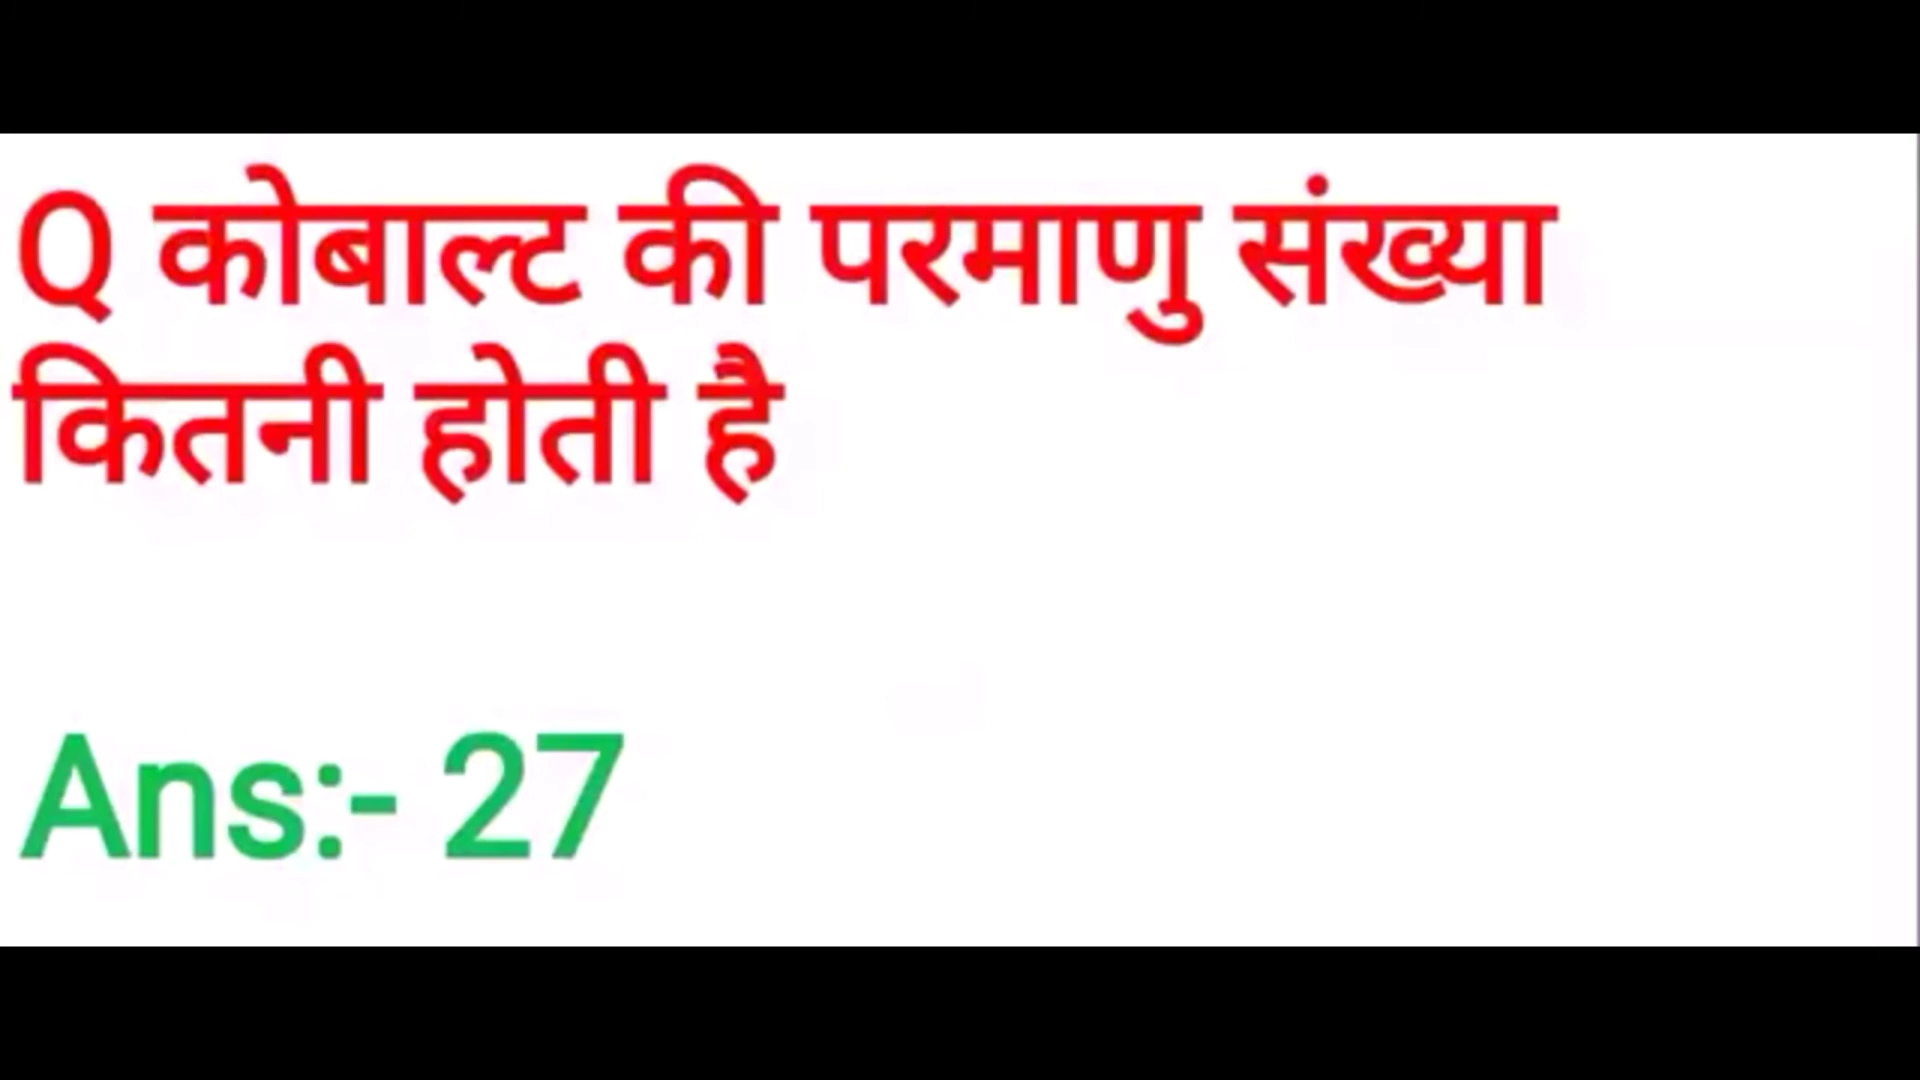 Q कोबाल्ट की परमाणु संख्या
कितनी होती है
Ans:- 27